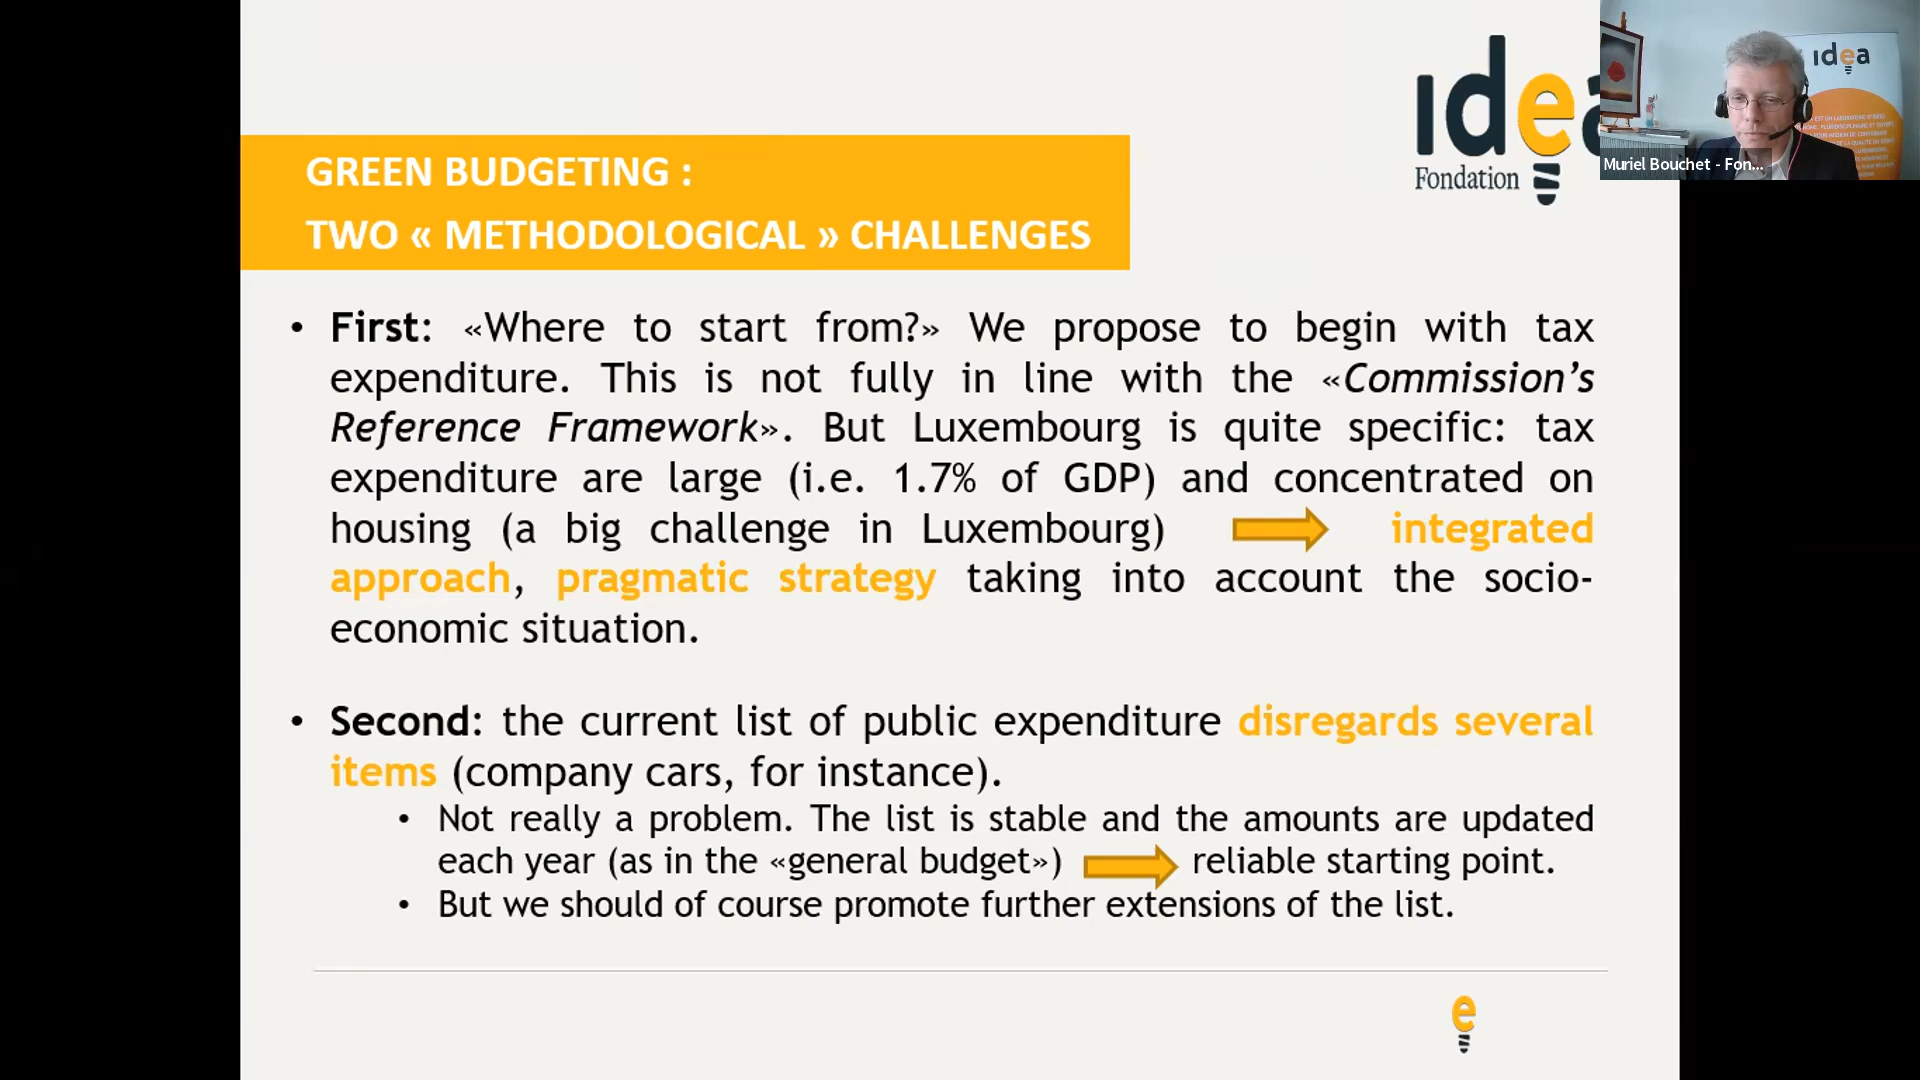 idea
Fondation
idea
Muriel Bouchet - Fon...
GREEN BUDGETING :
TWO « METHODOLOGICAL » CHALLENGES
• First: «Where to start from?» We propose to begin with tax
expenditure. This is not fully in line with the «Commission’s
Reference Framework». But Luxembourg is quite specific: tax
expenditure are large (i.e. 1.7% of GDP) and concentrated on
housing (a big challenge in Luxembourg) integrated
approach, pragmatic strategy taking into account the socio-
economic situation.
• Second: the current list of public expenditure disregards several
items (company cars, for instance).
• Not really a problem. The list is stable and the amounts are updated
each year (as in the «general budget») reliable starting point.
• But we should of course promote further extensions of the list.
e